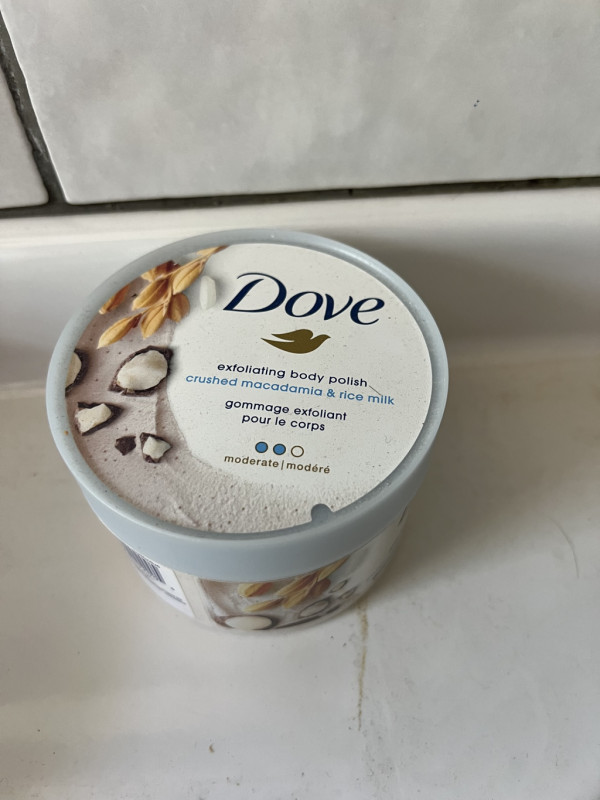 Dove
exfoliating body polish
crushed macadamia & rice milk
gommage exfoliant
pour le corps
moderate | modéré